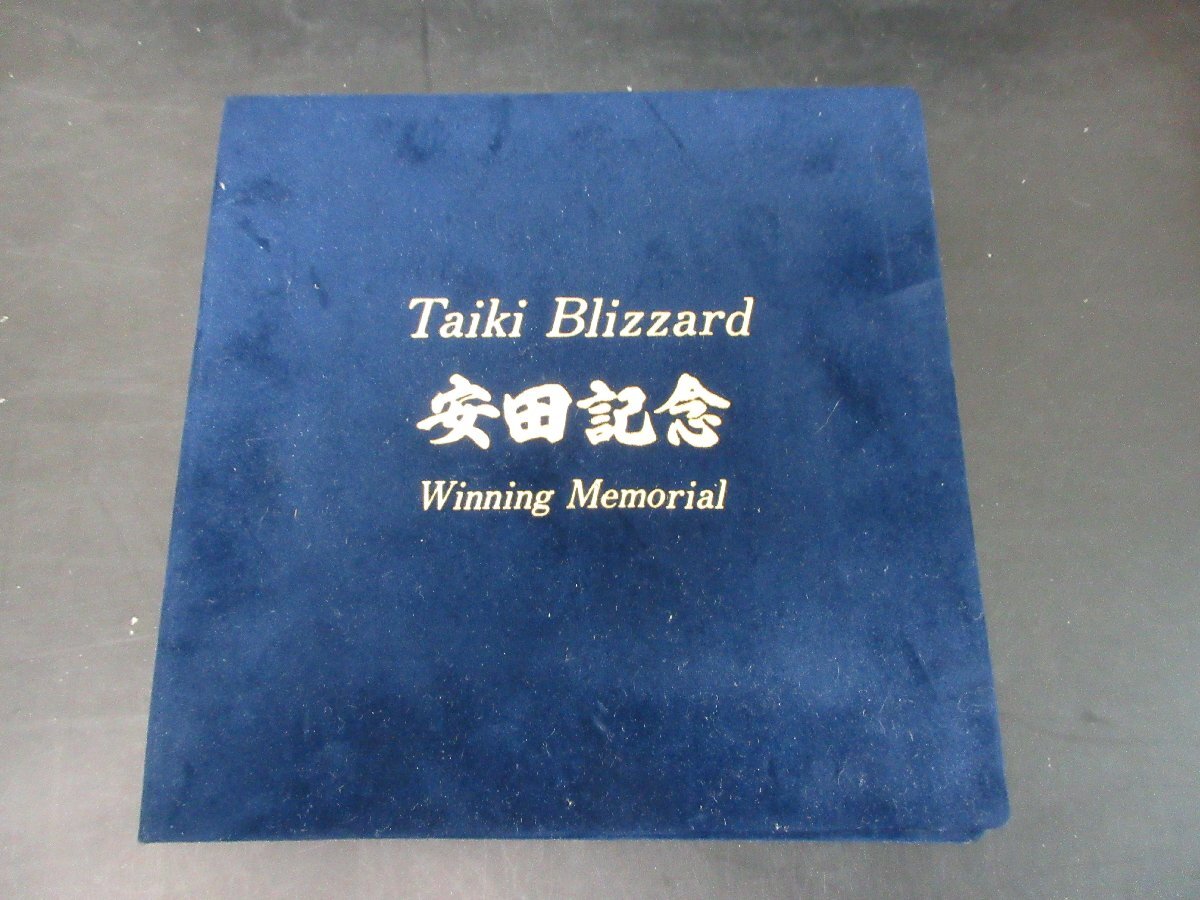 Taiki Blizzard
安田記念
Winning Memorial